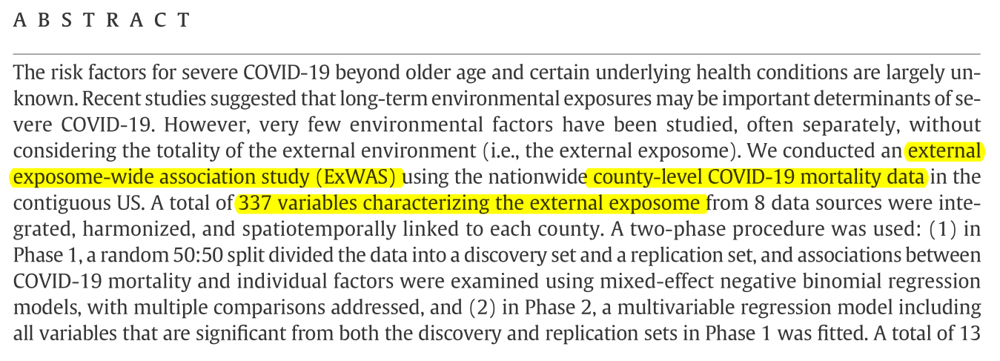 A B S T R A C T
The risk factors for severe COVID-19 beyond older age and certain underlying health conditions are largely un-
known. Recent studies suggested that long-term environmental exposures may be important determinants of se-
vere COVID-19. However, very few environmental factors have been studied, often separately, without
considering the totality of the external environment (i.e., the external exposome). We conducted an external
exposome-wide association study (ExWAS) using the nationwide county-level COVID-19 mortality data in the
contiguous US. A total of 337 variables characterizing the external exposome from 8 data sources were inte-
grated, harmonized, and spatiotemporally linked to each county. A two-phase procedure was used: (1) in
Phase 1, a random 50:50 split divided the data into a discovery set and a replication set, and associations between
COVID-19 mortality and individual factors were examined using mixed-effect negative binomial regression
models, with multiple comparisons addressed, and (2) in Phase 2, a multivariable regression model including
all variables that are significant from both the discovery and replication sets in Phase 1 was fitted. A total of 13